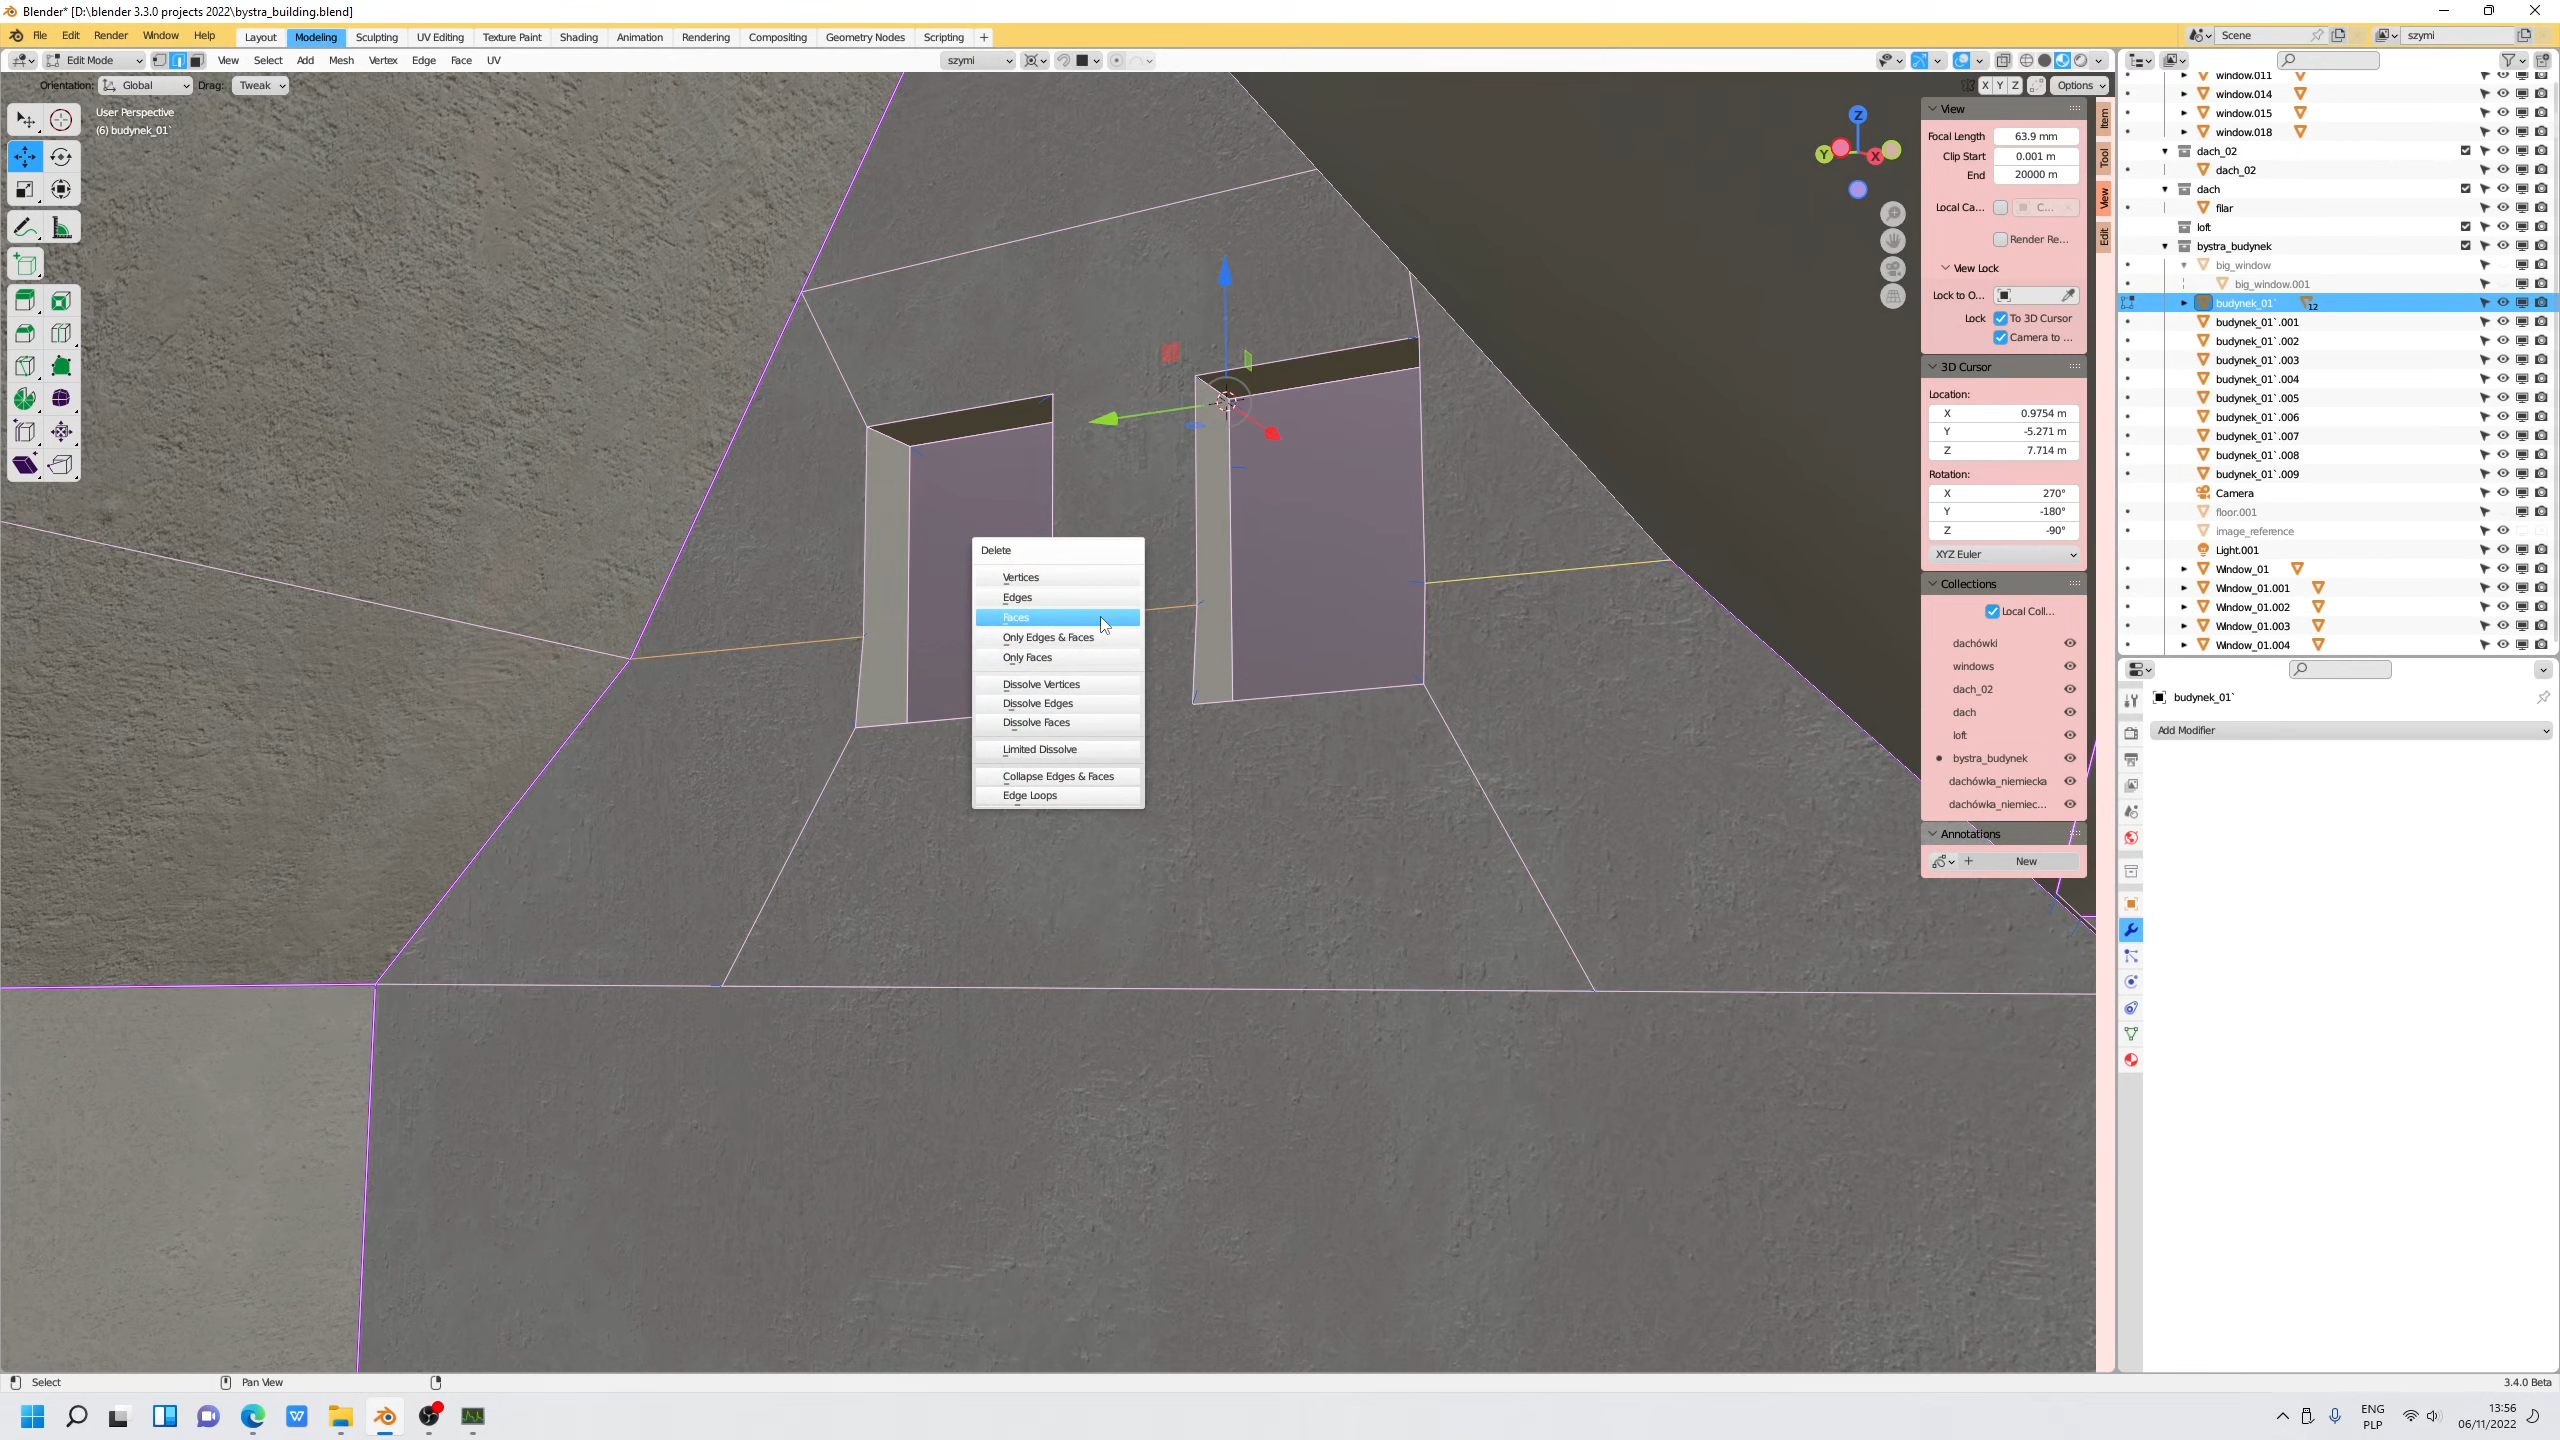 Blender* [D:\blender 3.3.0 projects 2022\bystra_building.blend]
File Edit Render Window Help Layout Modeling Sculpting UV Editing Texture Paint Shading Animation Rendering Compositing Geometry Nodes Scripting + Scene szymi
Edit Mode View Select Add Mesh Vertex Edge Face UV szymi
Orientation: Global Drag: Tweak X Y Z Options
User Perspective
(6) budynek_01`
Z
Y
X
Delete
Vertices
Edges
Faces
Only Edges & Faces
Only Faces
Dissolve Vertices
Dissolve Edges
Dissolve Faces
Limited Dissolve
Collapse Edges & Faces
Edge Loops
View
Focal Length 63.9 mm
Clip Start 0.001 m
End 20000 m
Local Ca... C...
Render Re...
View Lock
Lock to O...
Lock To 3D Cursor
Camera to ...
3D Cursor
Location:
X 0.9754 m
Y -5.271 m
Z 7.714 m
Rotation:
X 270°
Y -180°
Z -90°
XYZ Euler
Collections
Local Coll...
dachówki
windows
dach_02
dach
loft
bystra_budynek
dachówka_niemiecka
dachówka_niemiec...
Annotations
+ New
Item
Tool
View
Edit
window.011
window.014
window.015
window.018
dach_02
dach_02
dach
filar
loft
bystra_budynek
big_window
big_window.001
budynek_01` 12
budynek_01`.001
budynek_01`.002
budynek_01`.003
budynek_01`.004
budynek_01`.005
budynek_01`.006
budynek_01`.007
budynek_01`.008
budynek_01`.009
Camera
floor.001
image_reference
Light.001
Window_01
Window_01.001
Window_01.002
Window_01.003
Window_01.004
budynek_01`
Add Modifier
Select Pan View 3.4.0 Beta
ENG
PLP
13:56
06/11/2022